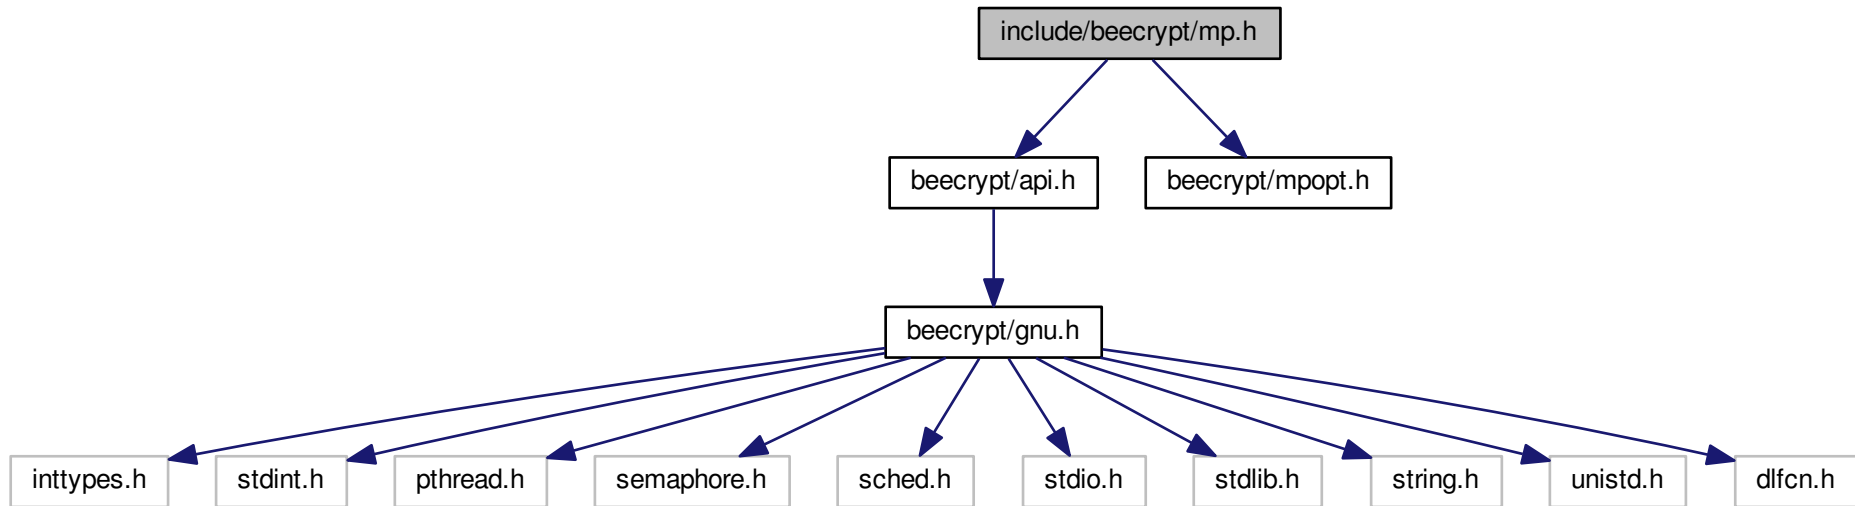 include/beecrypt/mp.h
beecrypt/api.h
beecrypt/mpopt.h
beecrypt/gnu.h
inttypes.h
stdint.h
pthread.h
semaphore.h
sched.h
stdio.h
stdlib.h
string.h
unistd.h
dlfcn.h